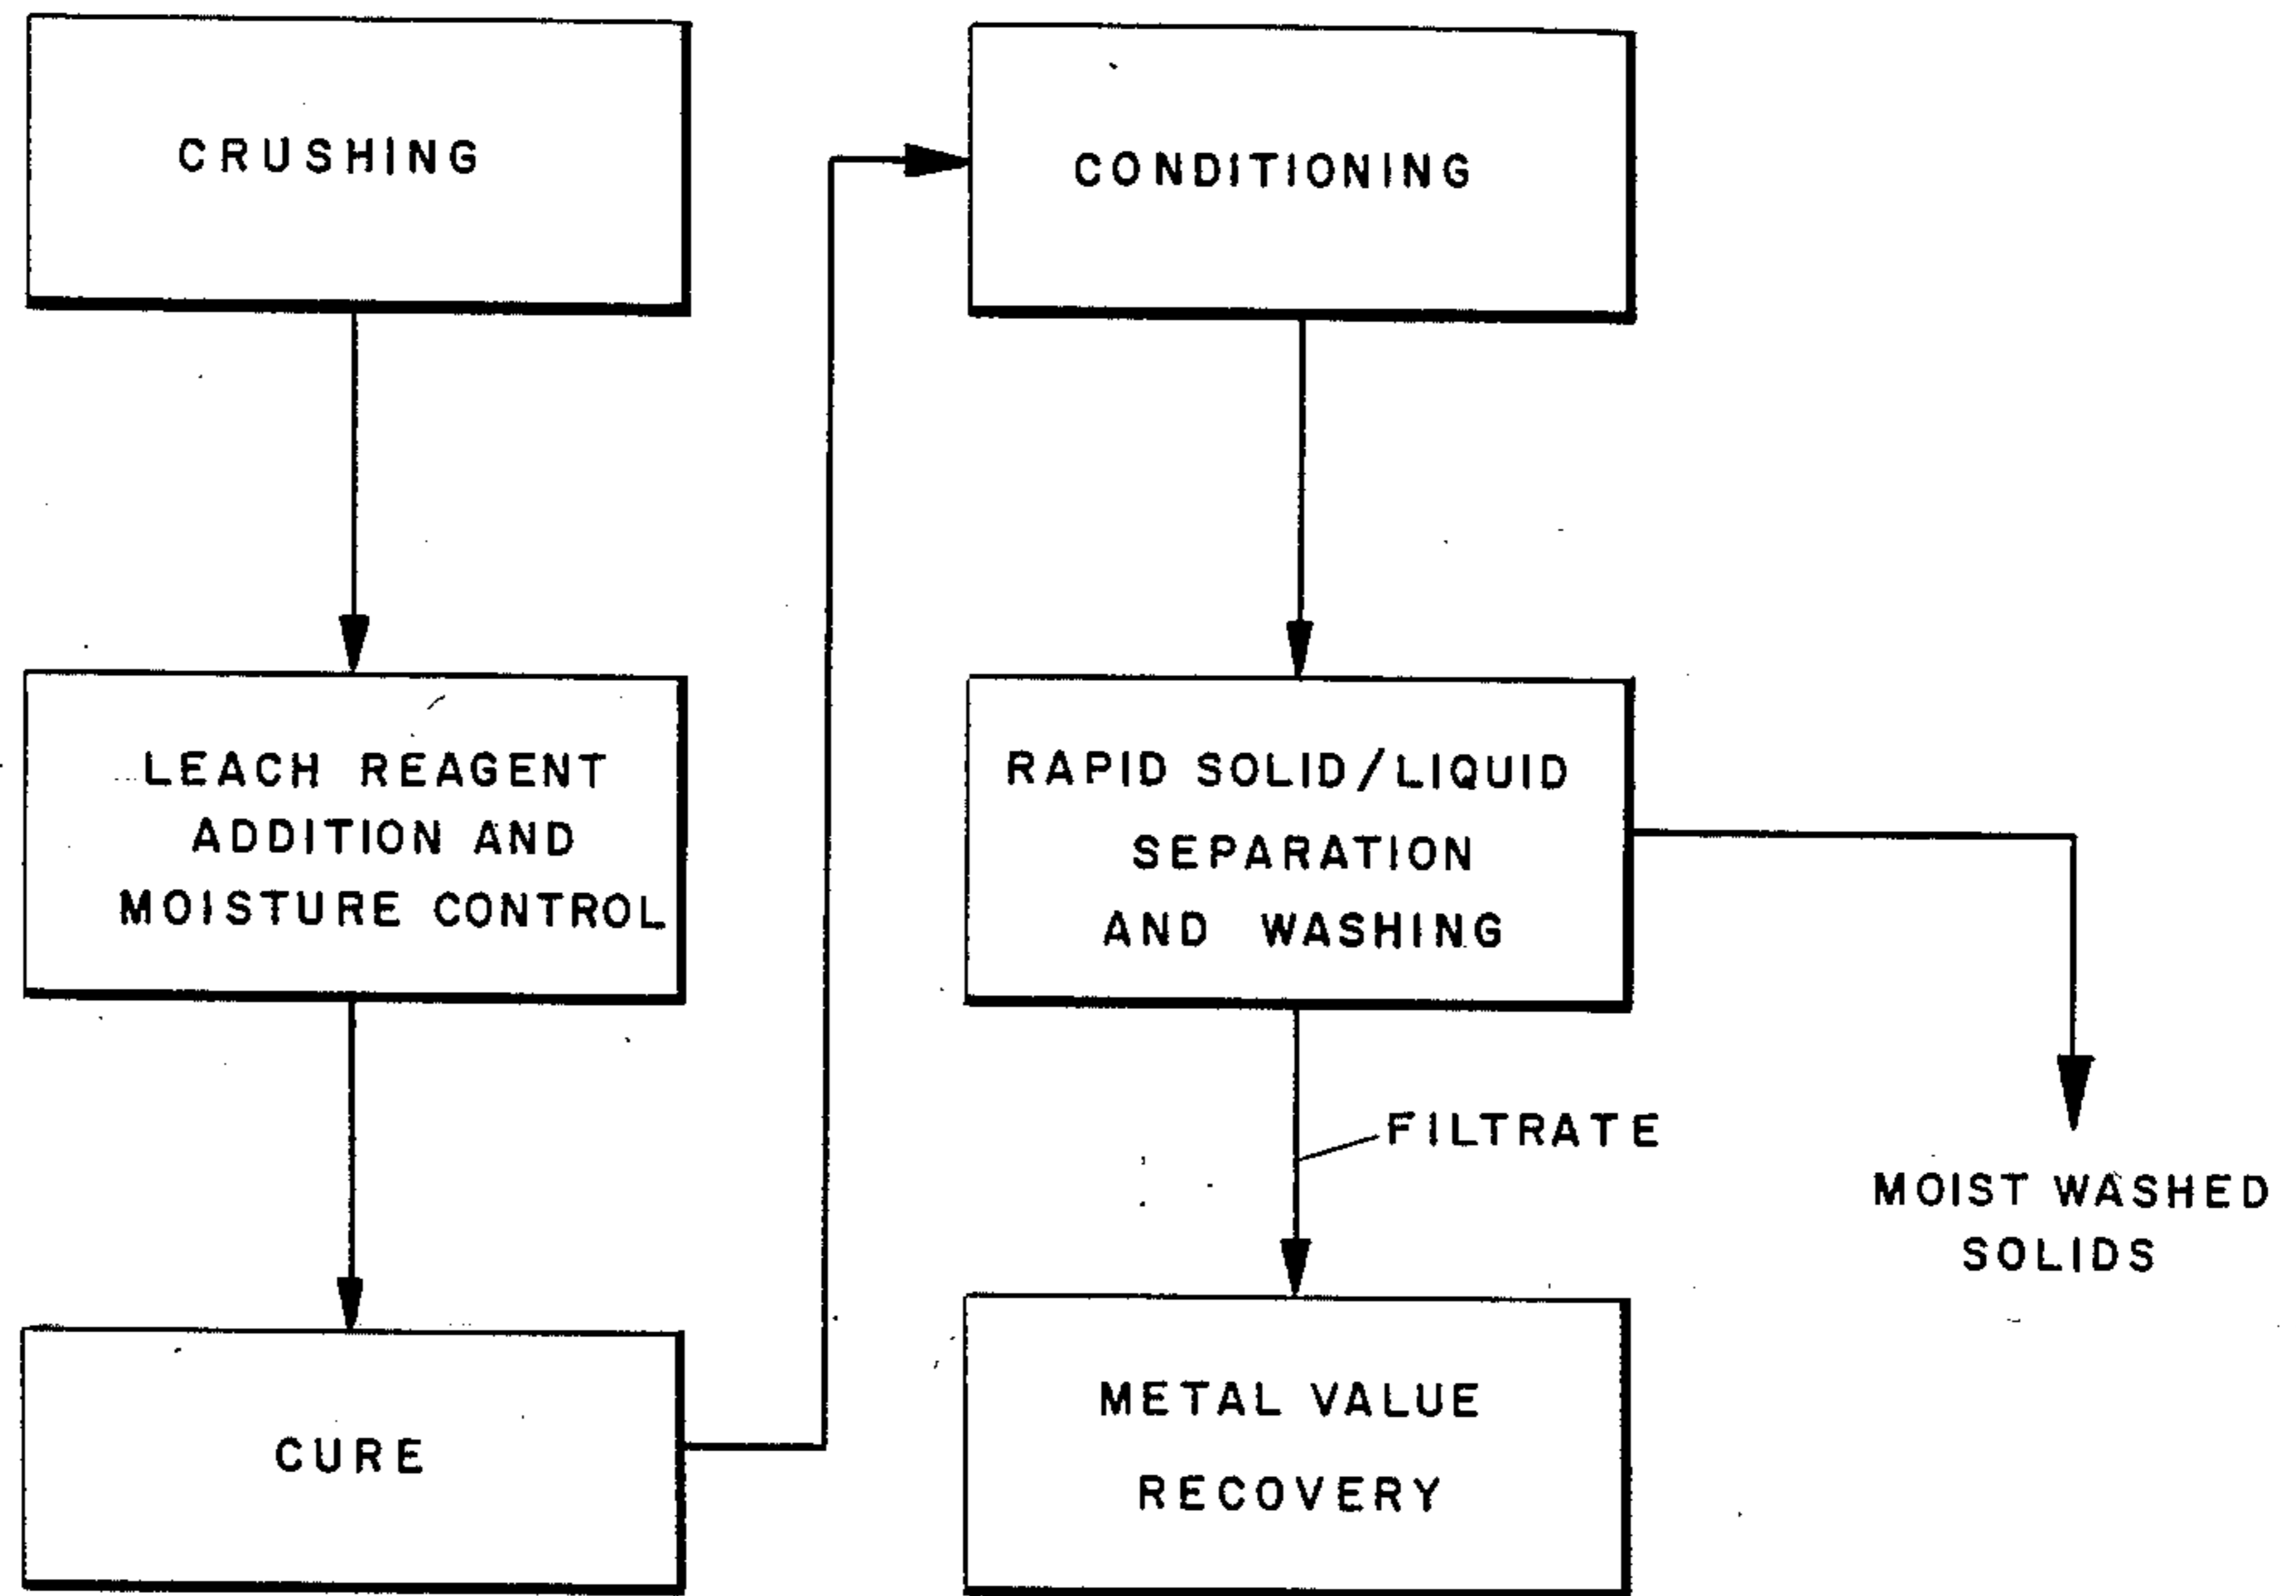 CRUSHING
LEACH REAGENT
ADDITION AND
MOISTURE CONTROL
CURE
CONDITIONING
RAPID SOLID/LIQUID
SEPARATION
AND WASHING
FILTRATE
MOIST WASHED
SOLIDS
METAL VALUE
RECOVERY